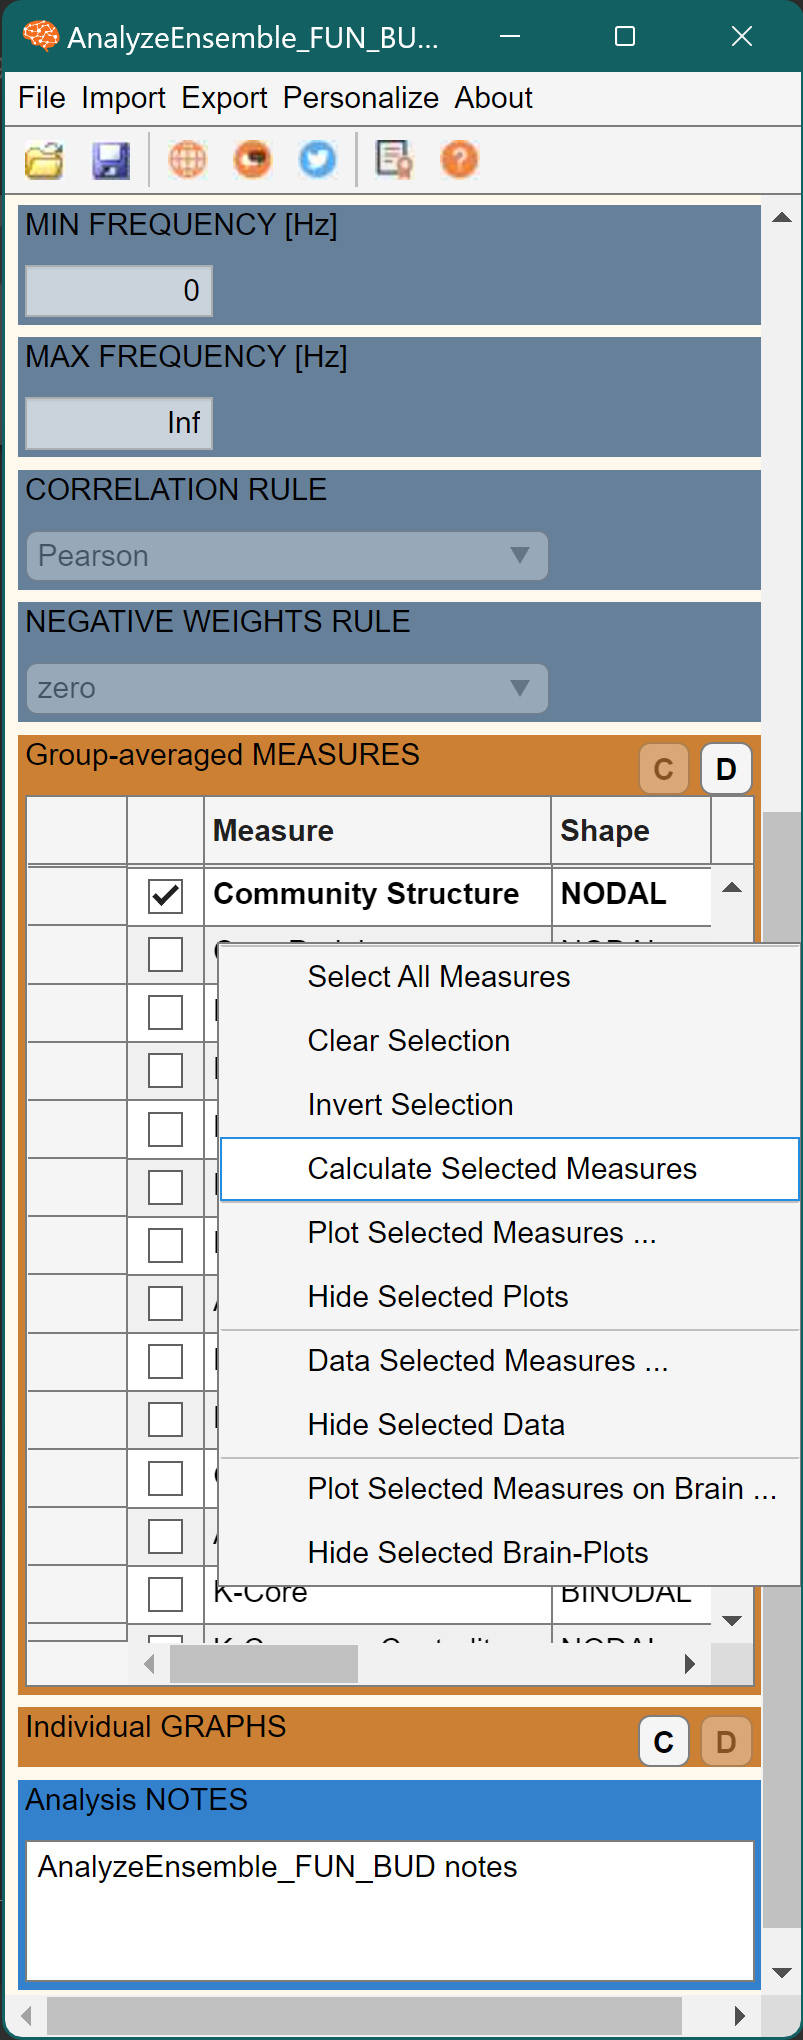 AnalyzeEnsemble_FUN_BU...
File Import Export Personalize About
MIN FREQUENCY [Hz]
0
MAX FREQUENCY [Hz]
Inf
CORRELATION RULE
Pearson
NEGATIVE WEIGHTS RULE
zero
Group-averaged MEASURES C D
Measure Shape
Community Structure NODAL
Select All Measures
Clear Selection
Invert Selection
Calculate Selected Measures
Plot Selected Measures ...
Hide Selected Plots
Data Selected Measures ...
Hide Selected Data
Plot Selected Measures on Brain ...
Hide Selected Brain-Plots
K-Core BINODAL
Individual GRAPHS C D
Analysis NOTES
AnalyzeEnsemble_FUN_BUD notes